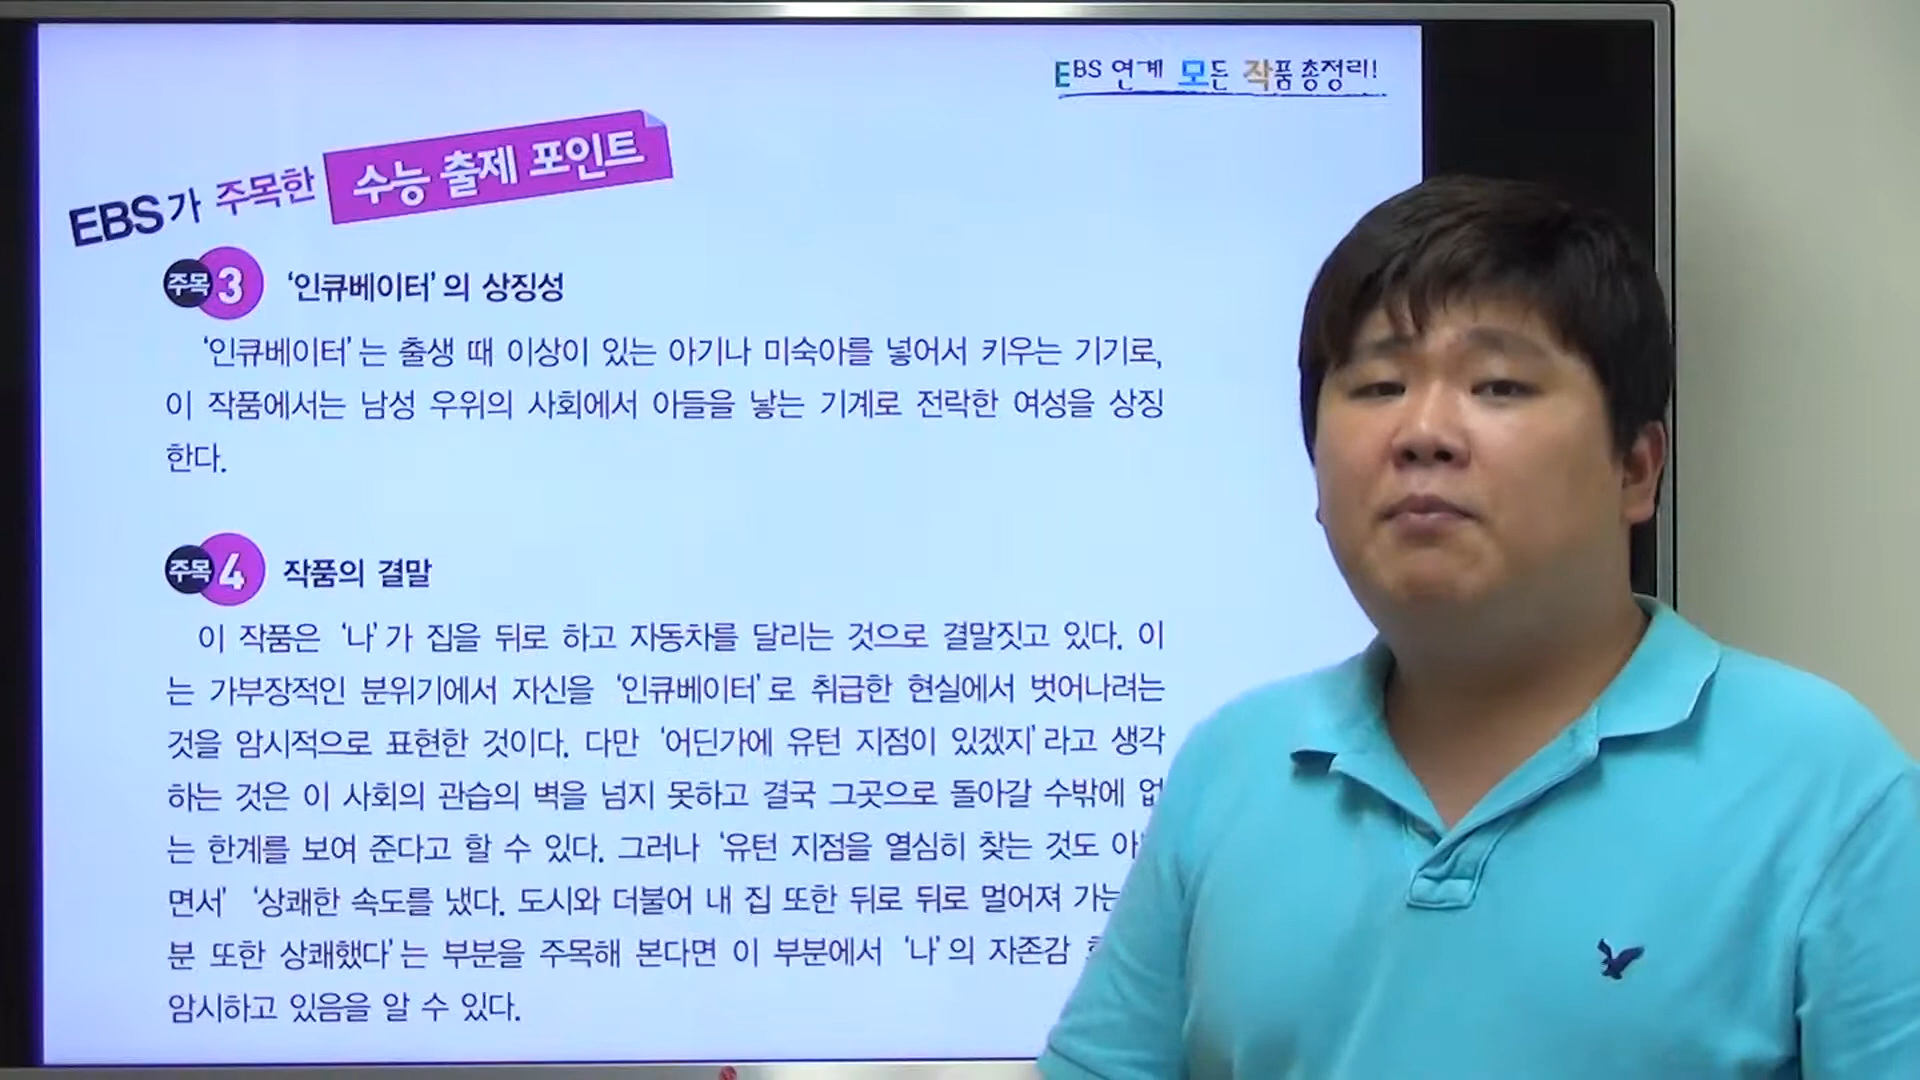 EBS 연계 모든 작품 총정리!
EBS가 주목한 수능 출제 포인트
주목 3 ‘인큐베이터’의 상징성
‘인큐베이터’는 출생 때 이상이 있는 아기나 미숙아를 넣어서 키우는 기기로,
이 작품에서는 남성 우위의 사회에서 아들을 낳는 기계로 전락한 여성을 상징
한다.
주목 4 작품의 결말
이 작품은 ‘나’가 집을 뒤로 하고 자동차를 달리는 것으로 결말짓고 있다. 이
는 가부장적인 분위기에서 자신을 ‘인큐베이터’로 취급한 현실에서 벗어나려는
것을 암시적으로 표현한 것이다. 다만 ‘어딘가에 유턴 지점이 있겠지’라고 생각
하는 것은 이 사회의 관습의 벽을 넘지 못하고 결국 그곳으로 돌아갈 수밖에 없
는 한계를 보여 준다고 할 수 있다. 그러나 ‘유턴 지점을 열심히 찾는 것도
면서’ ‘상쾌한 속도를 냈다. 도시와 더불어 내 집 또한 뒤로 뒤로 멀어져 가는
분 또한 상쾌했다’는 부분을 주목해 본다면 이 부분에서 ‘나’의 자존감
암시하고 있음을 알 수 있다.